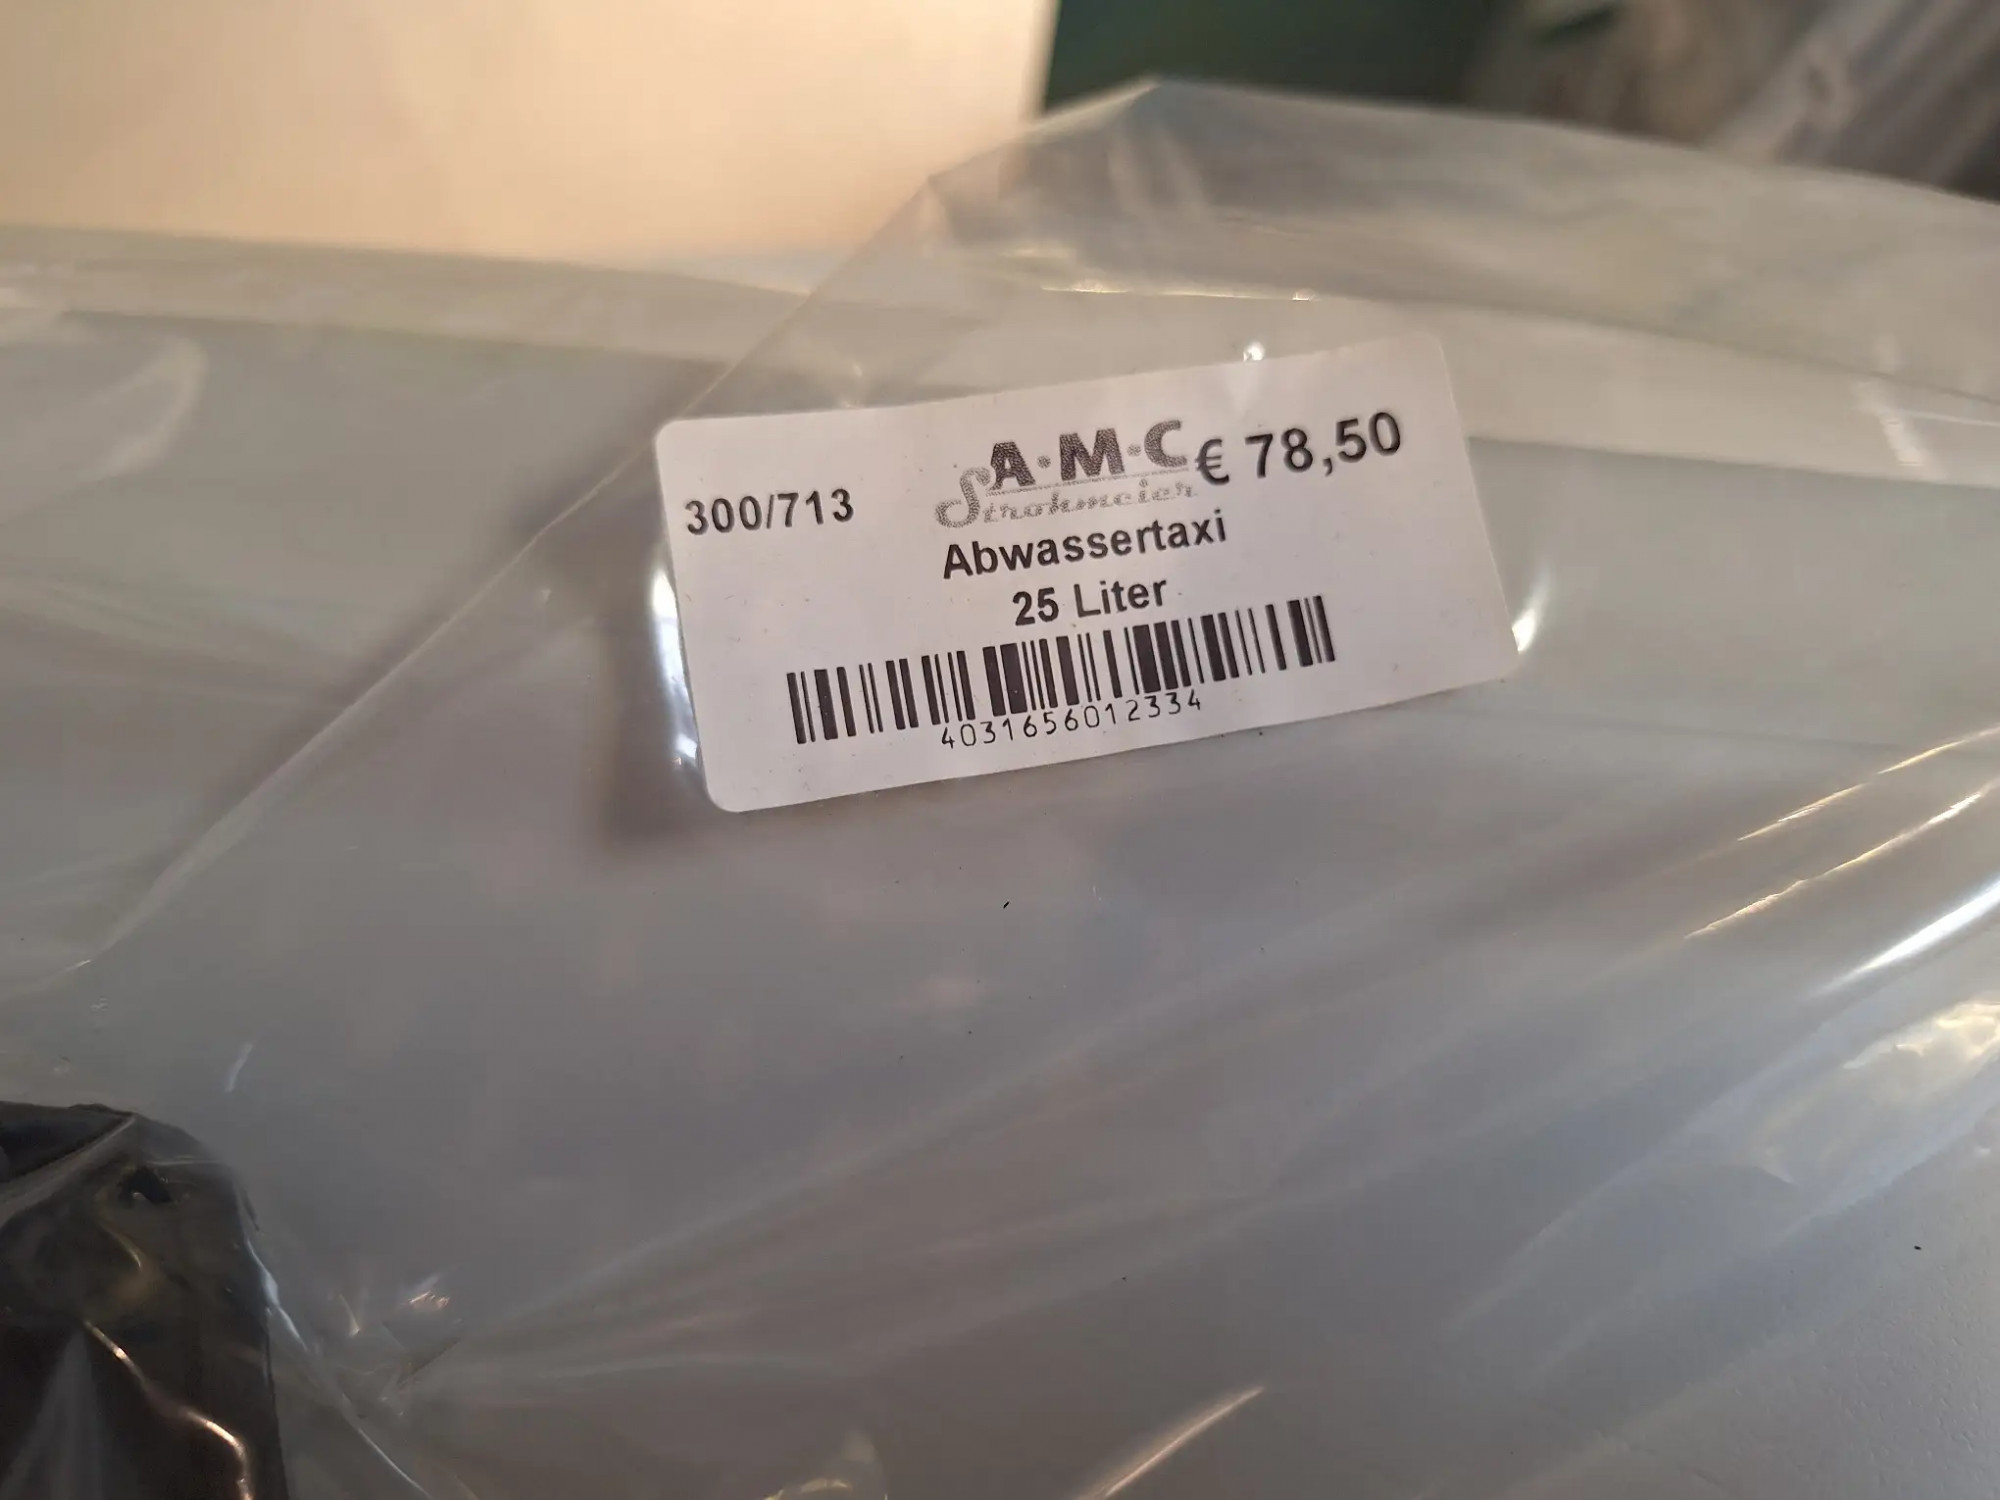 A·M·C € 78,50
300/713 Strohmeier
Abwassertaxi
25 Liter
4031656012334